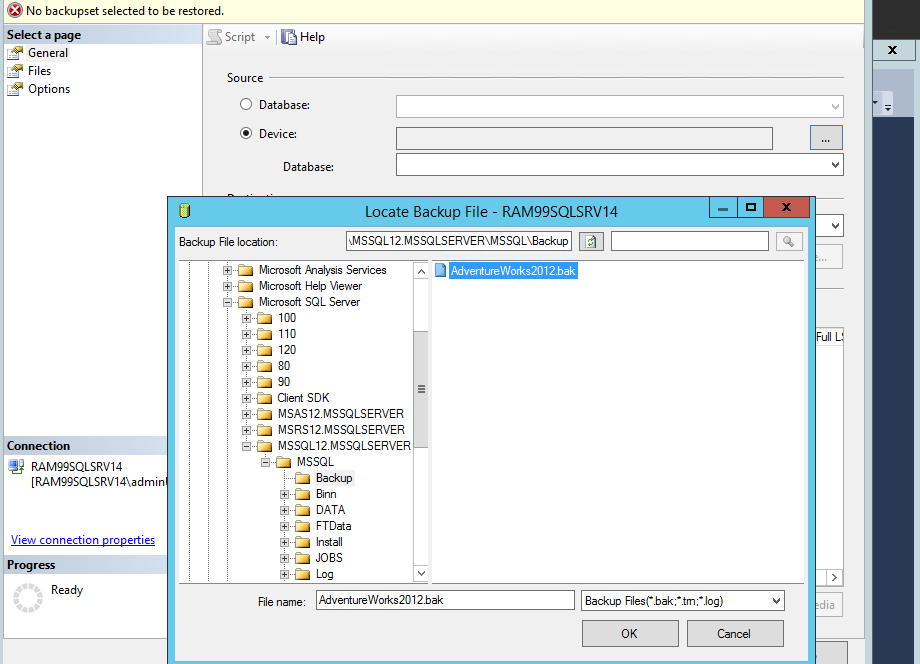 No backupset selected to be restored.
Select a page
General
Files
Options
Script
Help
Source
Database:
Device:
...
Database:
Locate Backup File - RAM99SQLSRV14
Backup File location:
\MSSQL12.MSSQLSERVER\MSSQL\Backup
Microsoft Analysis Services
Microsoft Help Viewer
Microsoft SQL Server
100
110
120
80
90
Client SDK
MSAS12.MSSQLSERVER
MSRS12.MSSQLSERVER
MSSQL12.MSSQLSERVER
MSSQL
Backup
Binn
DATA
FTData
Install
JOBS
Log
AdventureWorks2012.bak
File name:
AdventureWorks2012.bak
Backup Files(*.bak;*.trn;*.log)
OK
Cancel
Full LS
edia
Connection
RAM99SQLSRV14
[RAM99SQLSRV14\admin
View connection properties
Progress
Ready